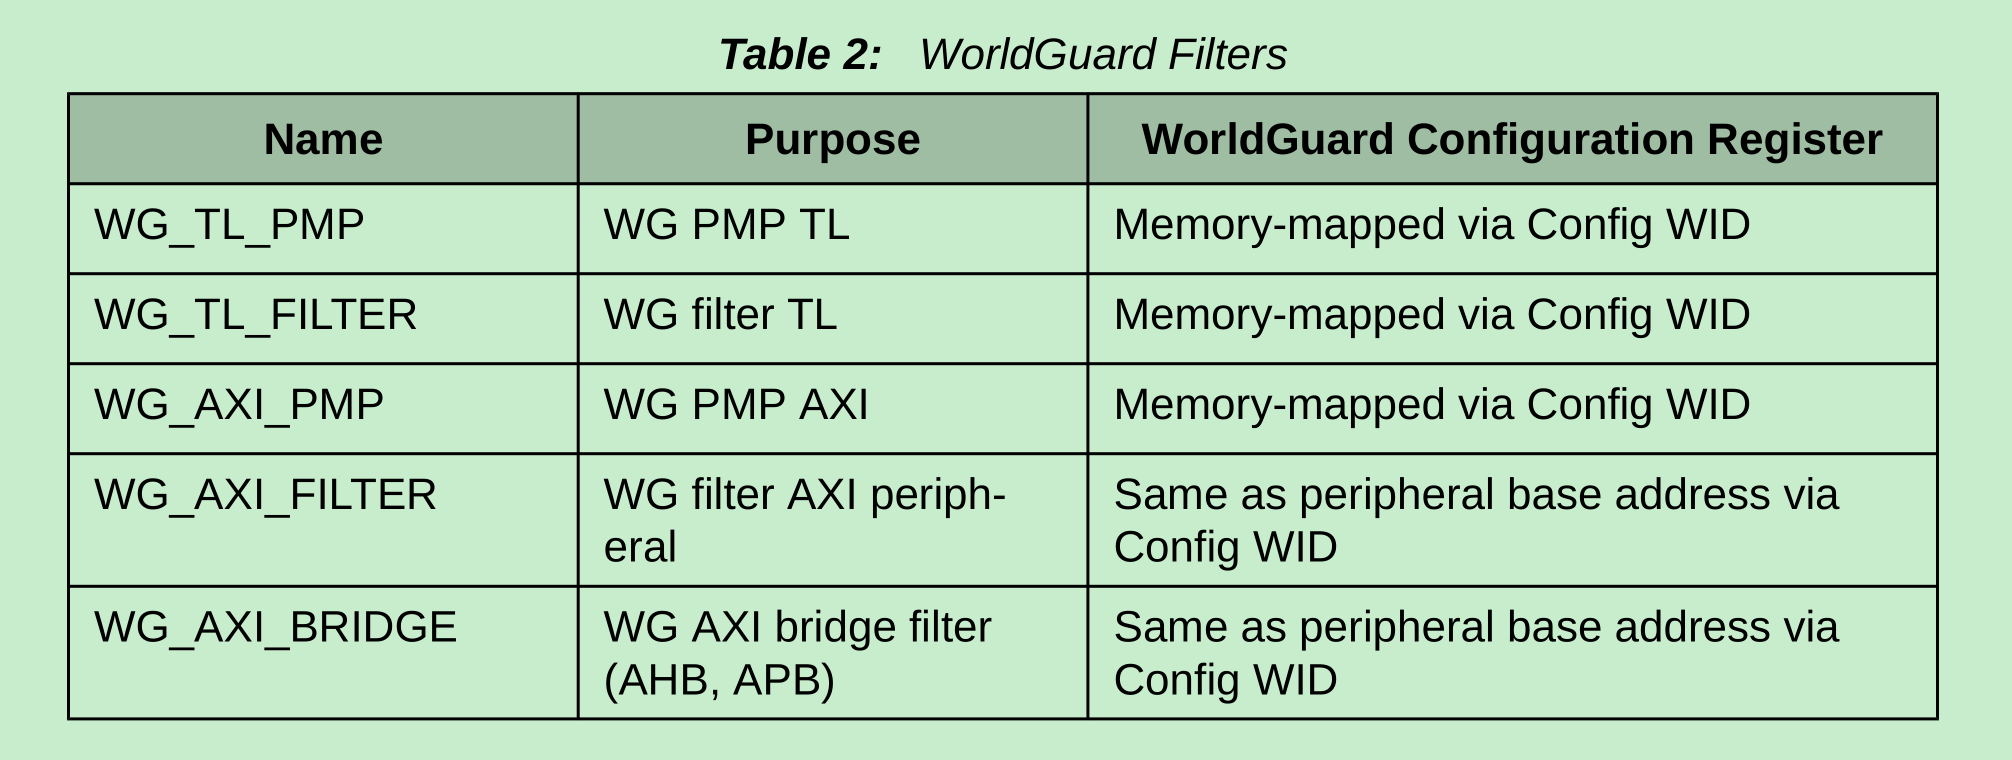 Table 2: WorldGuard Filters
Name Purpose WorldGuard Configuration Register
WG_TL_PMP WG PMP TL Memory-mapped via Config WID
WG_TL_FILTER WG filter TL Memory-mapped via Config WID
WG_AXI_PMP WG PMP AXI Memory-mapped via Config WID
WG_AXI_FILTER WG filter AXI periph- Same as peripheral base address via
eral Config WID
WG_AXI_BRIDGE WG AXI bridge filter Same as peripheral base address via
(AHB, APB) Config WID